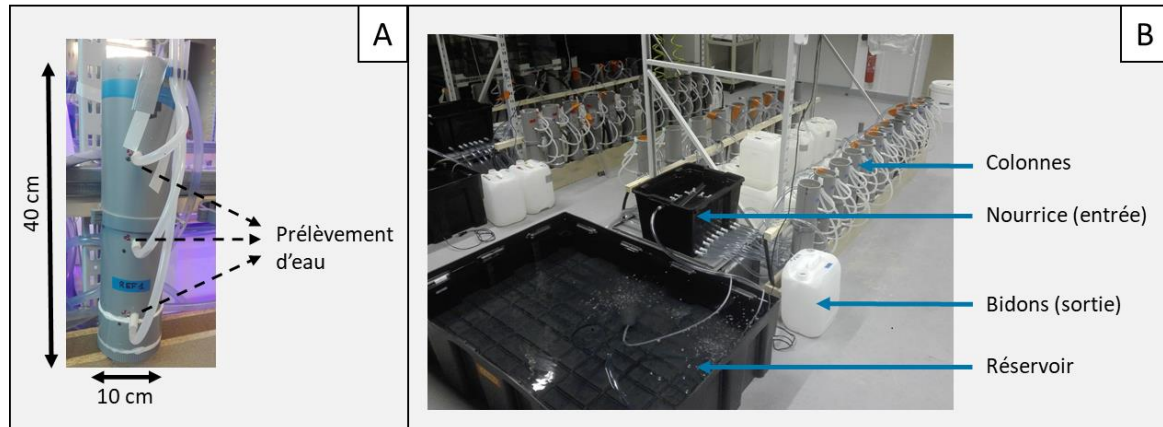 A
40 cm
10 cm
Prélèvement
d'eau
B
Colonnes
Nourrice (entrée)
Bidons (sortie)
Réservoir